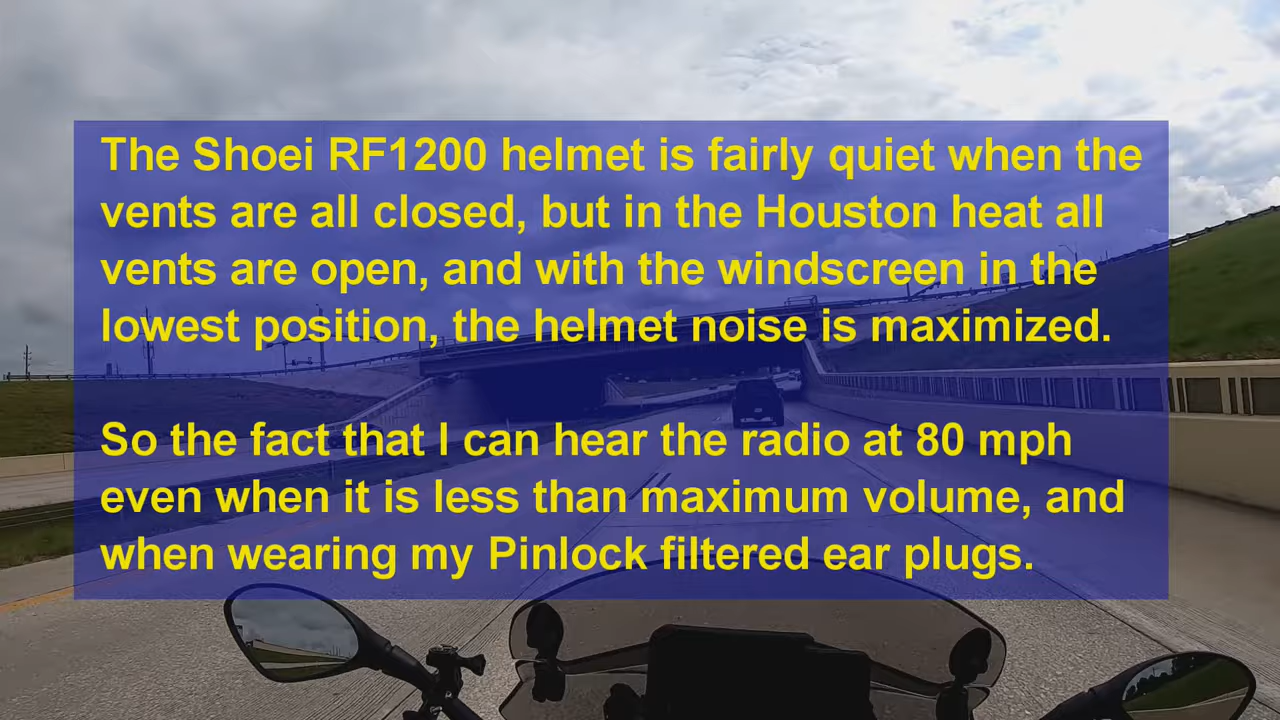 The Shoei RF1200 helmet is fairly quiet when the
vents are all closed, but in the Houston heat all
vents are open, and with the windscreen in the
lowest position, the helmet noise is maximized.
So the fact that I can hear the radio at 80 mph
even when it is less than maximum volume, and
when wearing my Pinlock filtered ear plugs.